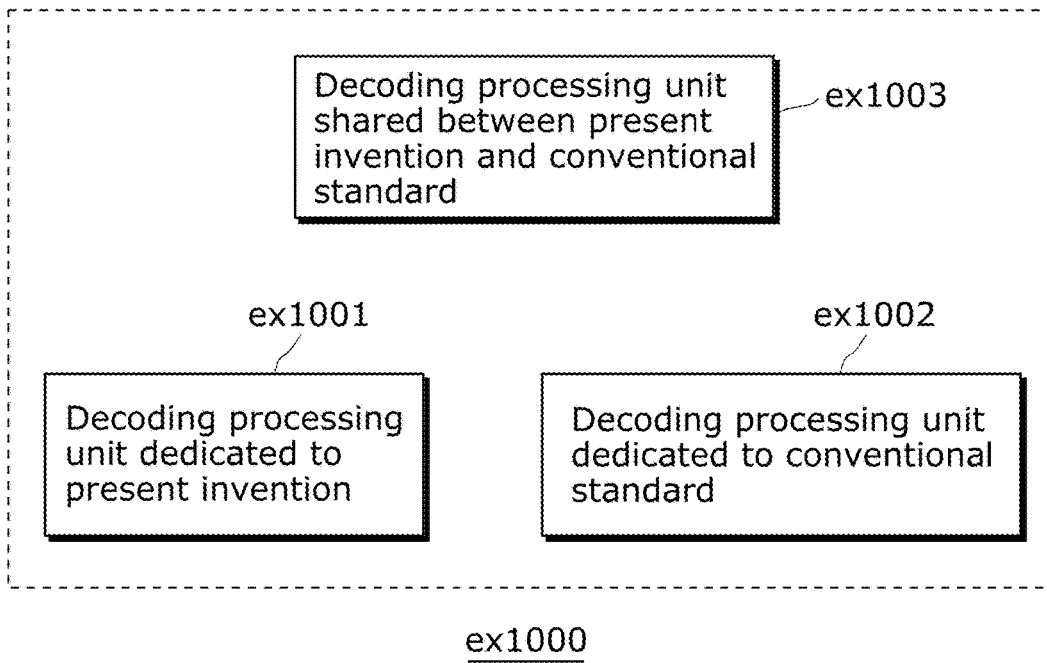 Decoding processing unit
shared between present
invention and conventional
standard
ex1003
ex1001
ex1002
Decoding processing
unit dedicated to
present invention
Decoding processing unit
dedicated to conventional
standard
ex1000